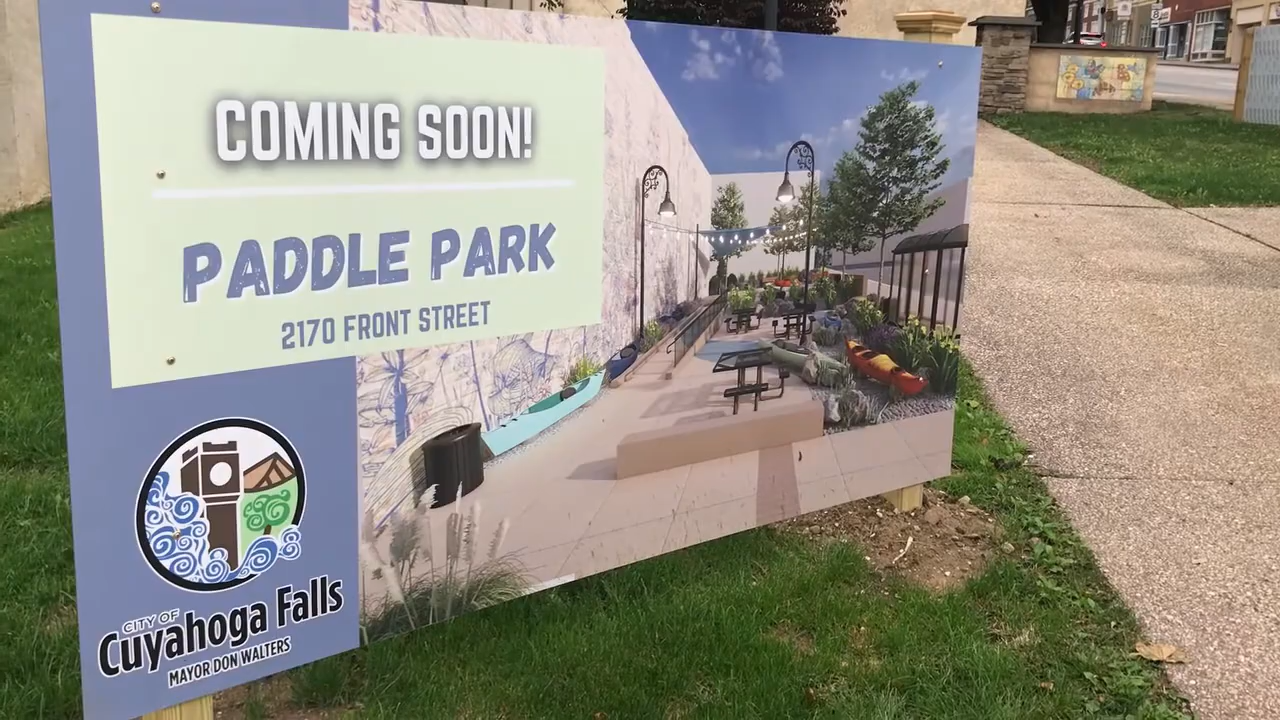 COMING SOON!
PADDLE PARK
2170 FRONT STREET
CITY OF
Cuyahoga Falls
MAYOR DON WALTERS